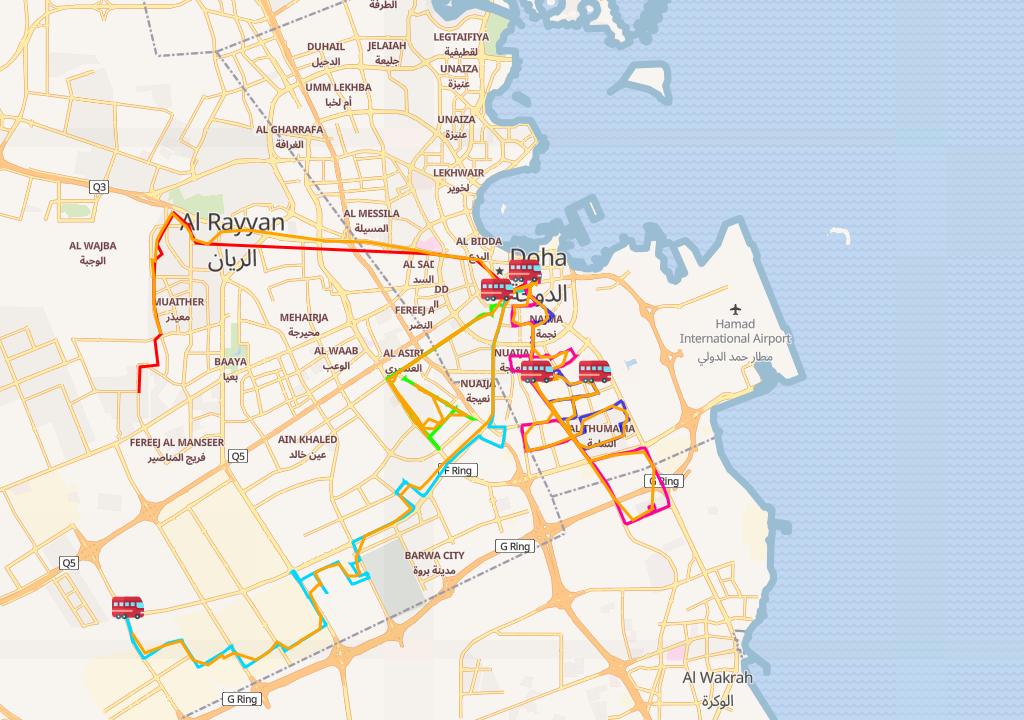 الطرفة
DUHAIL
الدحيل
JELAIAH
جليعة
LEGTAIFIYA
لقطيفية
UNAIZA
عنيزة
UMM LEKHBA
أم لخبا
UNAIZA
عنيزة
AL GHARRAFA
الغرافة
LEKHWAIR
لخوير
Q3
Al Rayyan
الريان
AL MESSILA
المسيلة
AL WAJBA
الوجبة
AL BIDDA
البدع
Doha
الدوحة
AL SAD
السد
DD
MUAITHER
معيذر
MEHAIRJA
محيرجة
FEREEJ A
النصر
NAJMA
نجمة
Hamad
International Airport
مطار حمد الدولي
BAAYA
بعيا
AL WAAB
الوعب
AL ASIRI
العسيري
NUAIJA
NUAIJA
نعيجة
AL THUMAMA
الثمامة
FEREEJ AL MANSEER
فريج المناصير
Q5
AIN KHALED
عين خالد
F Ring
G Ring
G Ring
BARWA CITY
مدينة بروة
Q5
G Ring
Al Wakrah
الوكرة